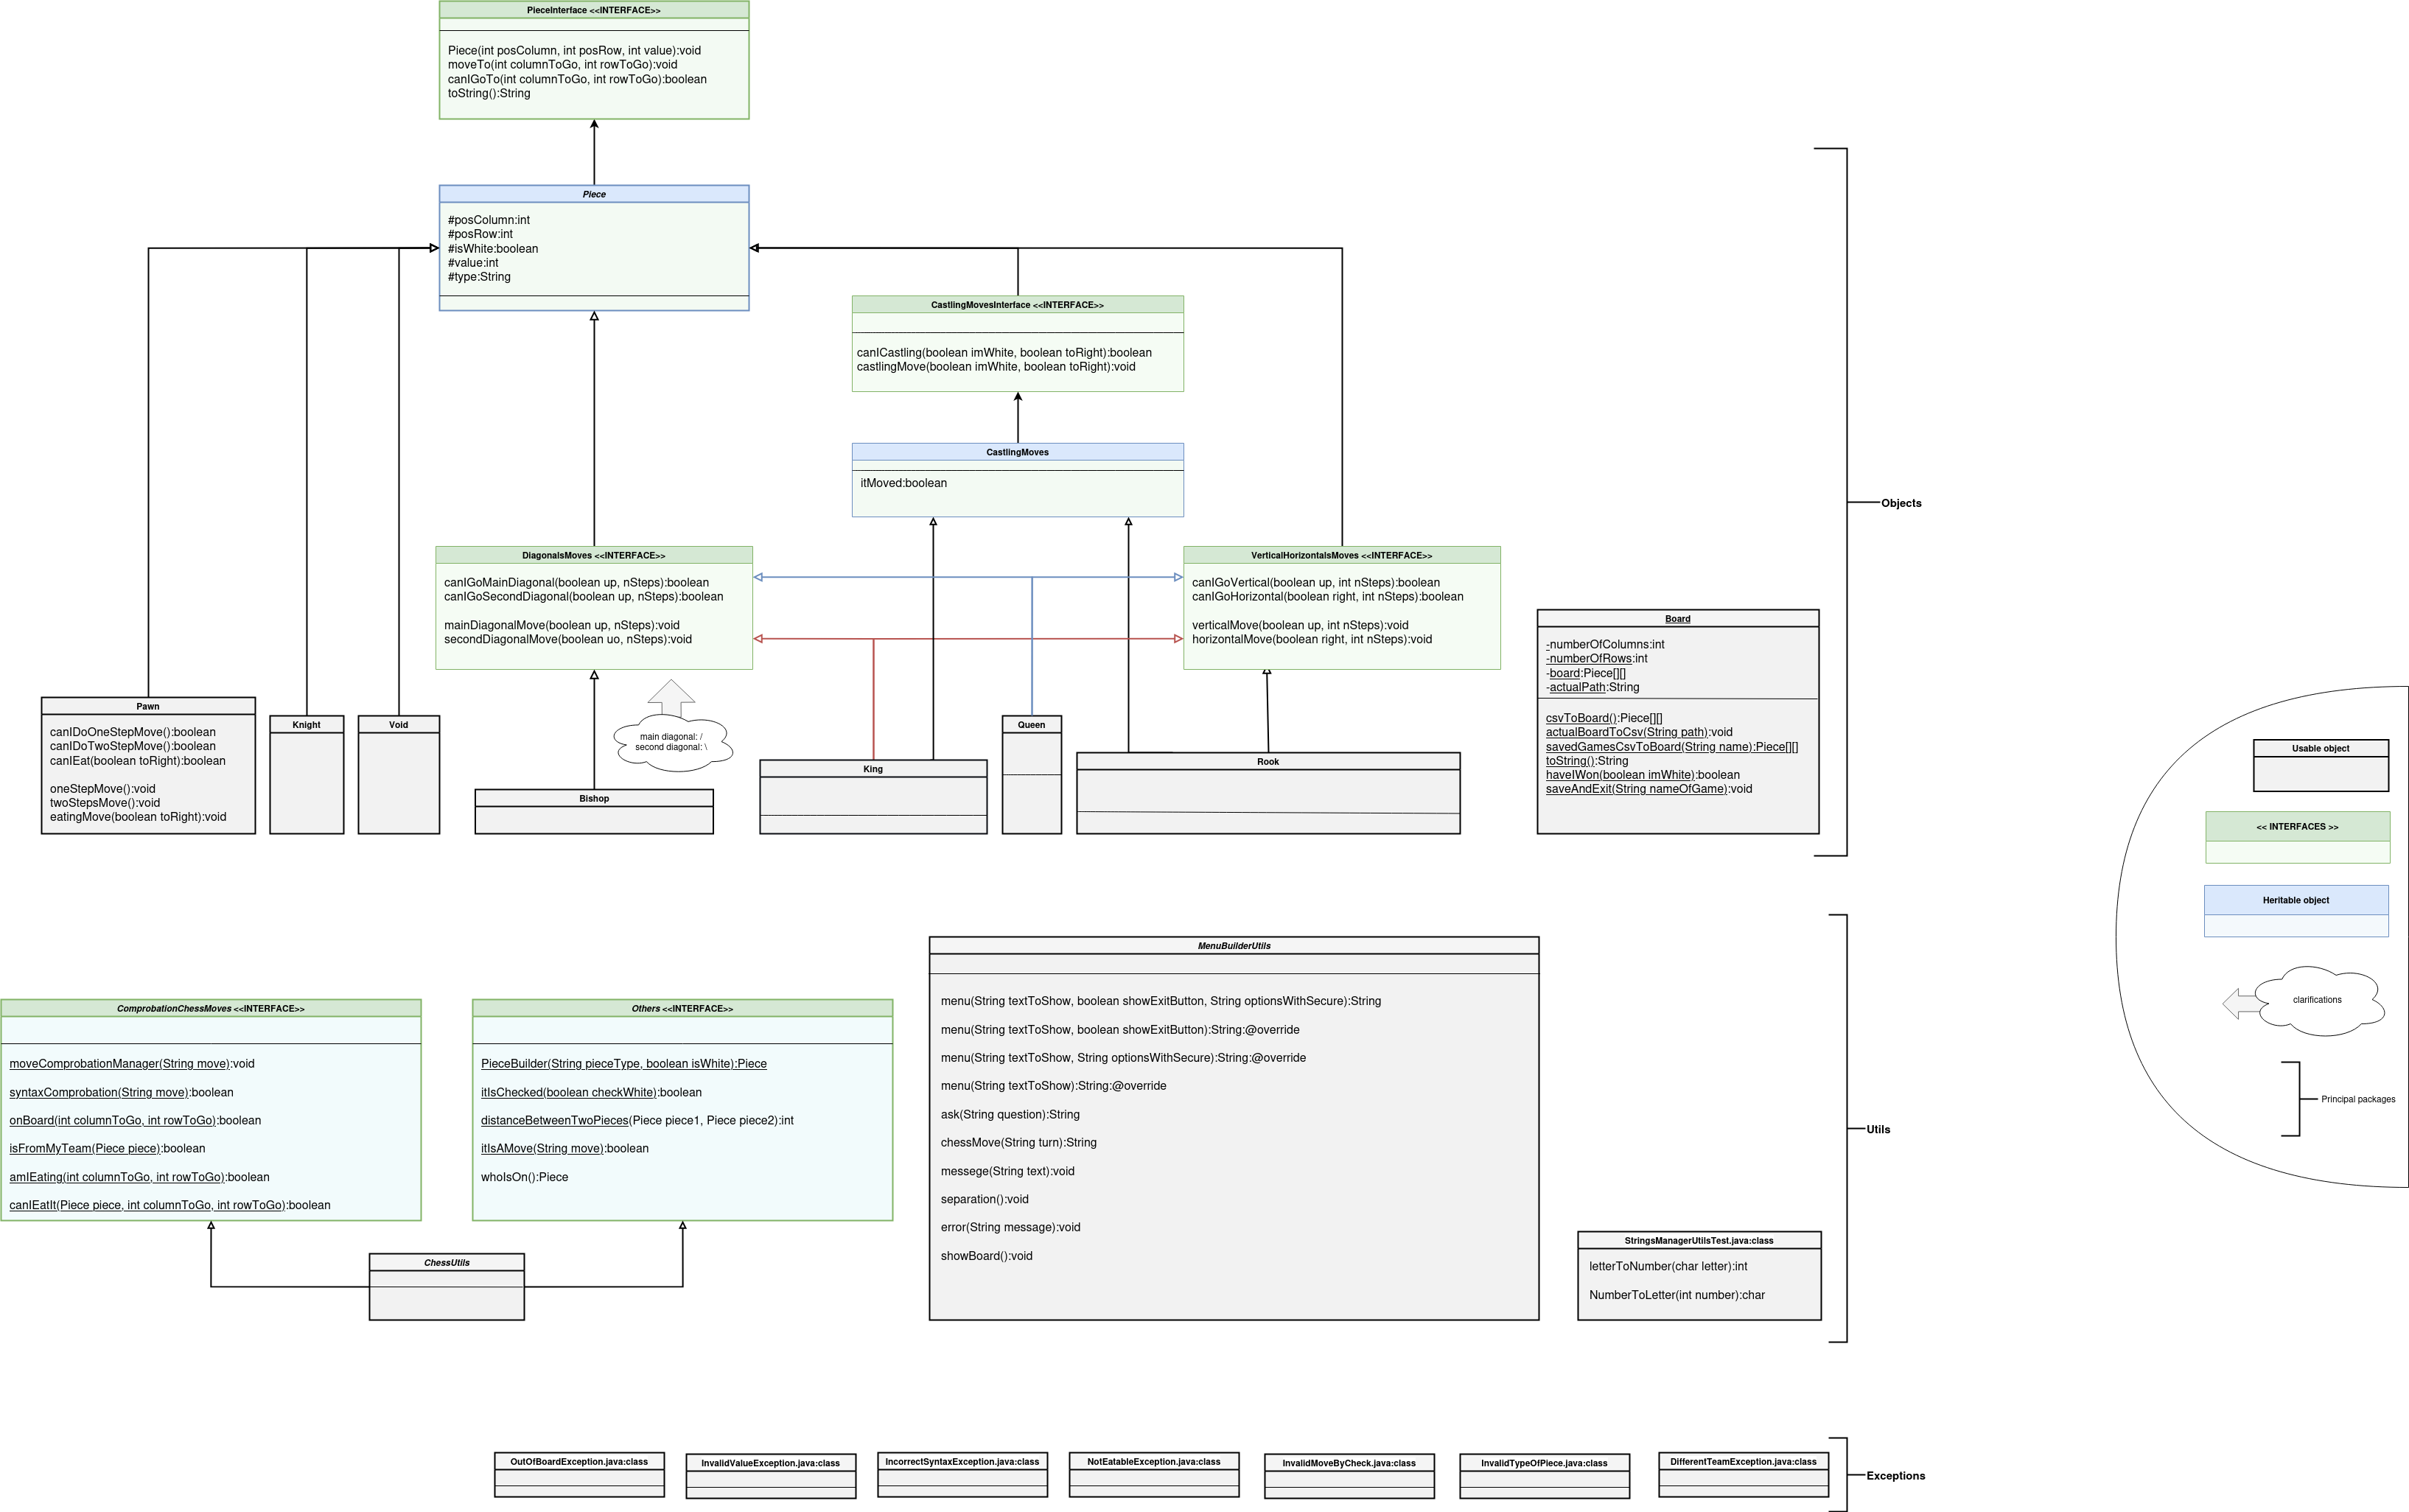 PieceInterface <<INTERFACE>>
Piece(int posColumn, int posRow, int value):void
moveTo(int columnToGo, int rowToGo):void
canIGoTo(int columnToGo, int rowToGo):boolean
toString():String
Piece
#posColumn:int
#posRow:int
#isWhite:boolean
#value:int
#type:String
CastlingMovesInterface <<INTERFACE>>
canICastling(boolean imWhite, boolean toRight):boolean
castlingMove(boolean imWhite, boolean toRight):void
CastlingMoves
itMoved:boolean
Objects
DiagonalsMoves <<INTERFACE>>
canIGoMainDiagonal(boolean up, nSteps):boolean
canIGoSecondDiagonal(boolean up, nSteps):boolean
mainDiagonalMove(boolean up, nSteps):void
secondDiagonalMove(boolean uo, nSteps):void
VerticalHorizontalsMoves <<INTERFACE>>
canIGoVertical(boolean up, int nSteps):boolean
canIGoHorizontal(boolean right, int nSteps):boolean
verticalMove(boolean up, int nSteps):void
horizontalMove(boolean right, int nSteps):void
Board
-numberOfColumns:int
-numberOfRows:int
-board:Piece[][]
-actualPath:String
csvToBoard():Piece[][]
actualBoardToCsv(String path):void
savedGamesCsvToBoard(String name):Piece[][]
toString():String
haveIWon(boolean imWhite):boolean
saveAndExit(String nameOfGame):void
Pawn
canIDoOneStepMove():boolean
canIDoTwoStepMove():boolean
canIEat(boolean toRight):boolean
oneStepMove():void
twoStepsMove():void
eatingMove(boolean toRight):void
Knight
Void
main diagonal: /
second diagonal: \
Bishop
King
Queen
Rook
Usable object
<< INTERFACES >>
Heritable object
clarifications
Principal packages
ComprobationChessMoves <<INTERFACE>>
moveComprobationManager(String move):void
syntaxComprobation(String move):boolean
onBoard(int columnToGo, int rowToGo):boolean
isFromMyTeam(Piece piece):boolean
amIEating(int columnToGo, int rowToGo):boolean
canIEatIt(Piece piece, int columnToGo, int rowToGo):boolean
Others <<INTERFACE>>
PieceBuilder(String pieceType, boolean isWhite):Piece
itIsChecked(boolean checkWhite):boolean
distanceBetweenTwoPieces(Piece piece1, Piece piece2):int
itIsAMove(String move):boolean
whoIsOn():Piece
ChessUtils
MenuBuilderUtils
menu(String textToShow, boolean showExitButton, String optionsWithSecure):String
menu(String textToShow, boolean showExitButton):String:@override
menu(String textToShow, String optionsWithSecure):String:@override
menu(String textToShow):String:@override
ask(String question):String
chessMove(String turn):String
messege(String text):void
separation():void
error(String message):void
showBoard():void
StringsManagerUtilsTest.java:class
letterToNumber(char letter):int
NumberToLetter(int number):char
Utils
OutOfBoardException.java:class
InvalidValueException.java:class
IncorrectSyntaxException.java:class
NotEatableException.java:class
InvalidMoveByCheck.java:class
InvalidTypeOfPiece.java:class
DifferentTeamException.java:class
Exceptions